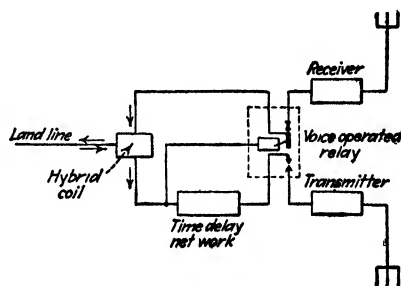 Receiver
Land line
Voice operated
relay
Hybrid
coil
Transmitter
Time delay
net work